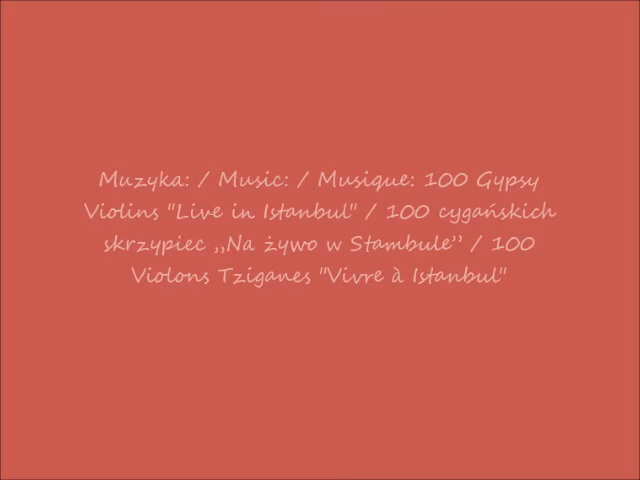 Muzyka: / Music: / Musique: 100 Gypsy
Violins "Live in Istanbul" / 100 cygańskich
skrzypiec „Na żywo w Stambule” / 100
Violons Tziganes "Vivre à Istanbul"